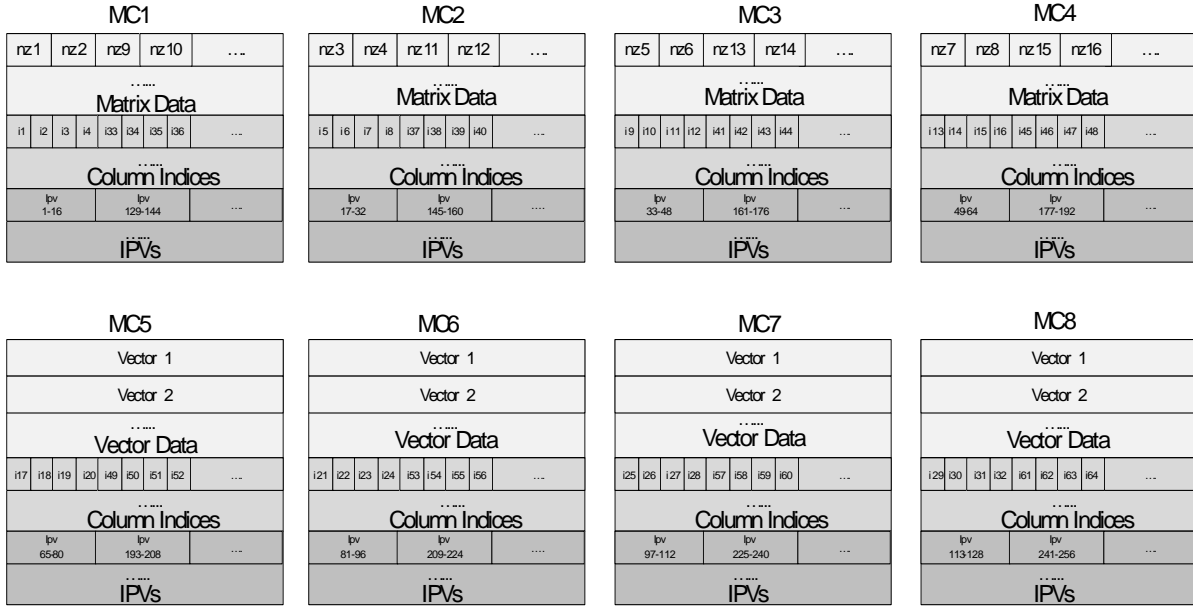 MC1 MC2 MC3 MC4
nz1 nz2 nz9 nz10 .... nz3 nz4 nz11 nz12 .... nz5 nz6 nz13 nz14 .... nz7 nz8 nz15 nz16 ....
...... ...... ...... ......
Matrix Data Matrix Data Matrix Data Matrix Data
i1 i2 i3 i4 i33 i34 i35 i36 .... i5 i6 i7 i8 i37 i38 i39 i40 .... i9 i10 i11 i12 i41 i42 i43 i44 .... i13 i14 i15 i16 i45 i46 i47 i48 ....
...... ...... ...... ......
Column Indices Column Indices Column Indices Column Indices
Ipv Ipv Ipv Ipv Ipv Ipv Ipv Ipv
1-16 129-144 .... 17-32 145-160 .... 33-48 161-176 .... 49-64 177-192 ....
...... ...... ...... ......
IPVs IPVs IPVs IPVs
MC5 MC6 MC7 MC8
Vector 1 Vector 1 Vector 1 Vector 1
Vector 2 Vector 2 Vector 2 Vector 2
...... ...... ...... ......
Vector Data Vector Data Vector Data Vector Data
i17 i18 i19 i20 i49 i50 i51 i52 .... i21 i22 i23 i24 i53 i54 i55 i56 .... i25 i26 i27 i28 i57 i58 i59 i60 .... i29 i30 i31 i32 i61 i62 i63 i64 ....
...... ...... ...... ......
Column Indices Column Indices Column Indices Column Indices
Ipv Ipv Ipv Ipv Ipv Ipv Ipv Ipv
65-80 193-208 .... 81-96 209-224 .... 97-112 225-240 .... 113-128 241-256 ....
...... ...... ...... ......
IPVs IPVs IPVs IPVs